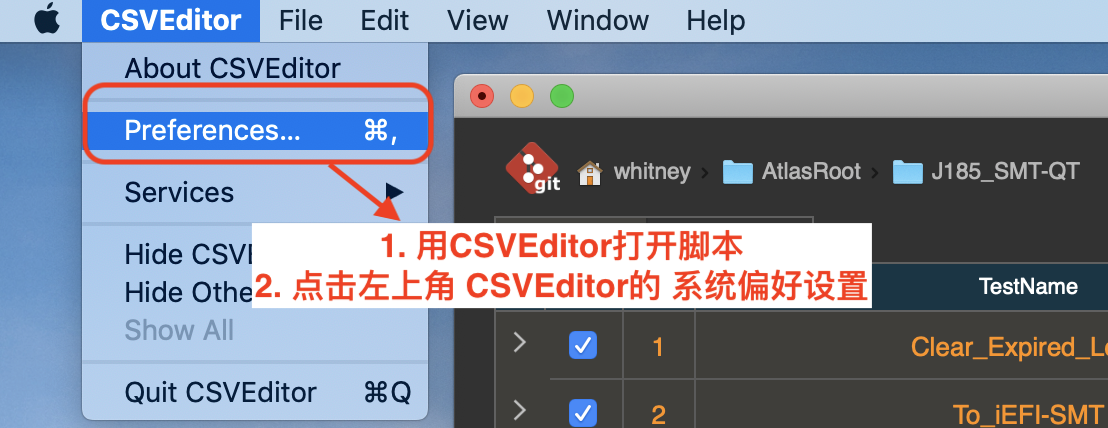 CSVEditor File Edit View Window Help
About CSVEditor
Preferences... ⌘,
Services
Hide CSVE
Hide Othe
Show All
Quit CSVEditor ⌘Q
git whitney AtlasRoot J185_SMT-QT
1. 用CSVEditor打开脚本
2. 点击左上角 CSVEditor的 系统偏好设置
TestName
1 Clear_Expired_Lo
2 To_iEFI-SMT